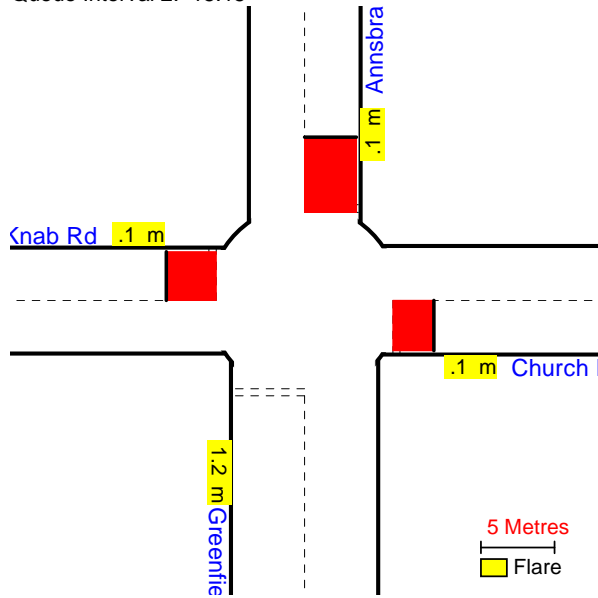 Annsbra
.1 m
Knab Rd .1 m
.1 m Church
1.2 m
Greenfie
5 Metres
Flare